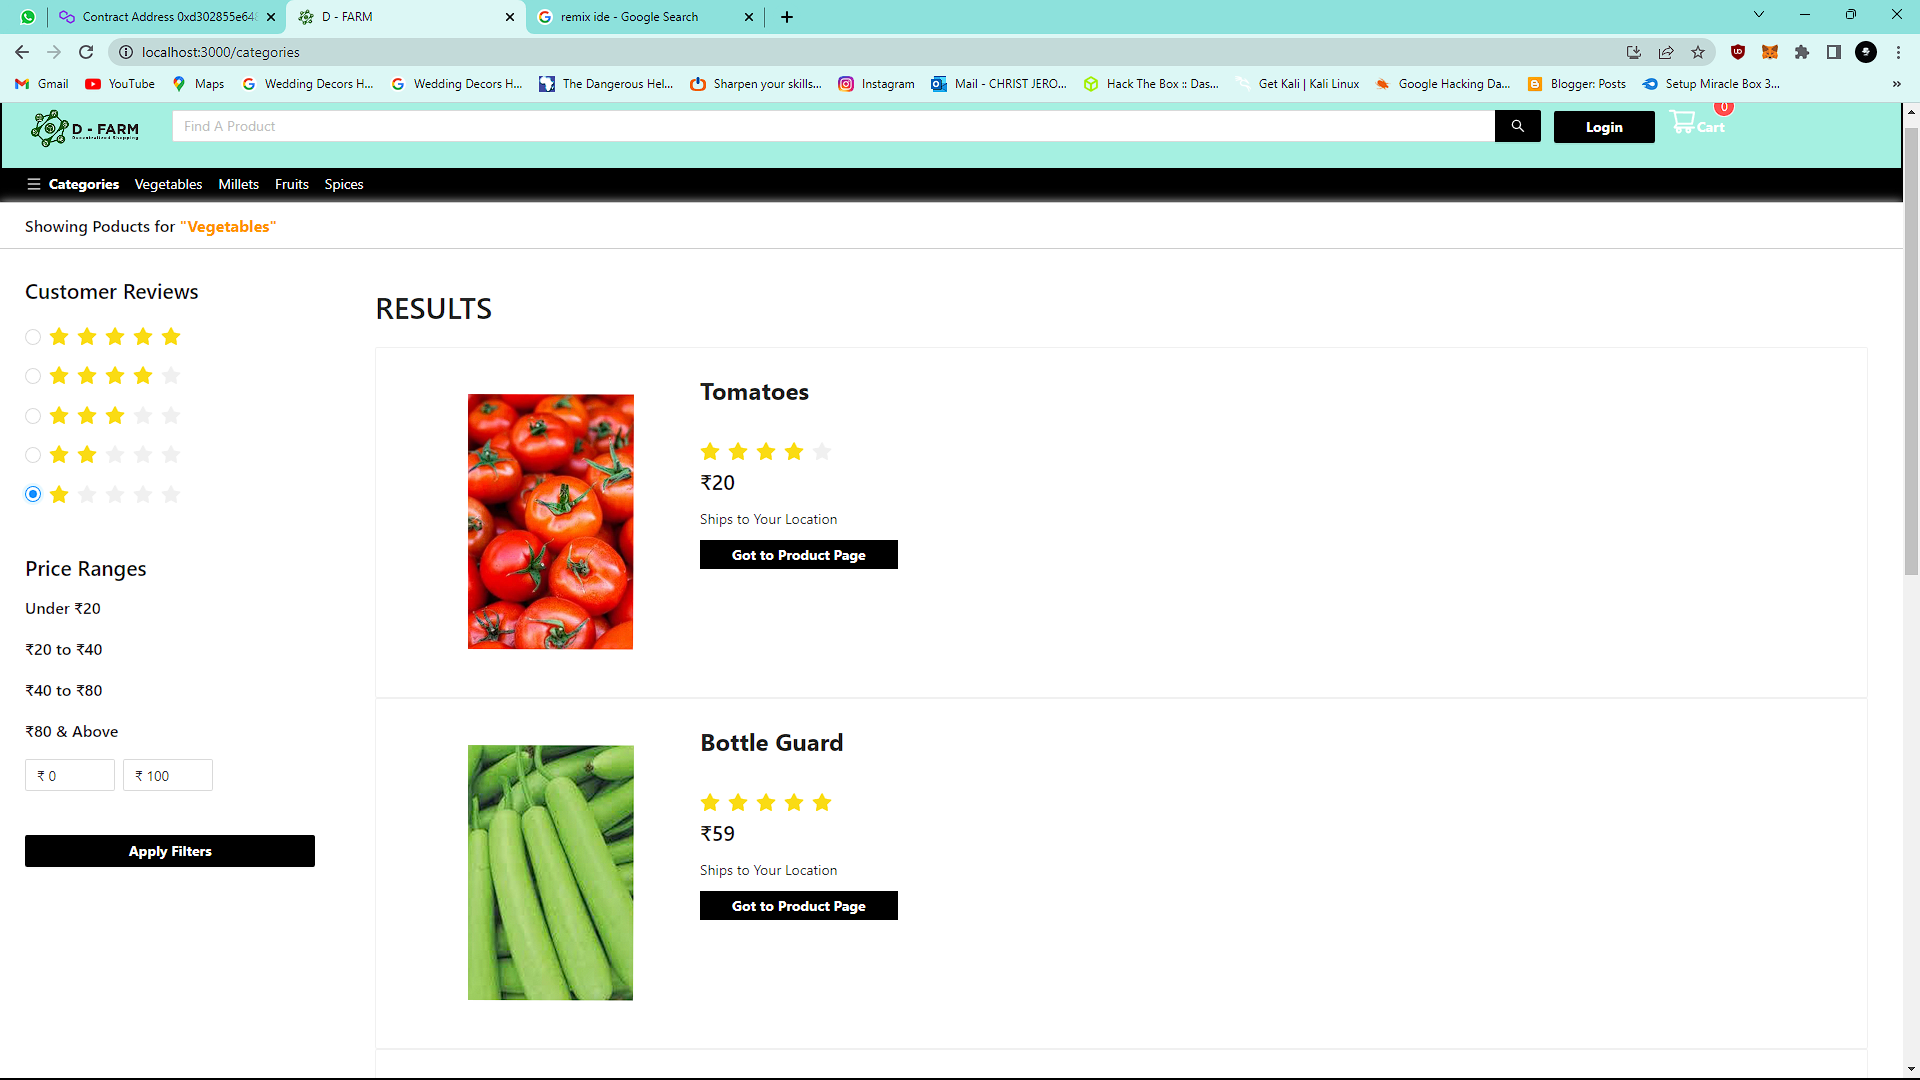 Contract Address 0xd302855e648
D - FARM
remix ide - Google Search
localhost:3000/categories
Gmail
YouTube
Maps
Wedding Decors H...
Wedding Decors H...
The Dangerous Hel...
Sharpen your skills...
Instagram
Mail - CHRIST JERO...
Hack The Box :: Das...
Get Kali | Kali Linux
Google Hacking Da...
Blogger: Posts
Setup Miracle Box 3...
»
D - FARM
Decentralized Shopping
Find A Product
Login
0
Cart
Categories
Vegetables
Millets
Fruits
Spices
Showing Poducts for "Vegetables"
Customer Reviews
Price Ranges
Under ₹20
₹20 to ₹40
₹40 to ₹80
₹80 & Above
₹ 0
₹ 100
Apply Filters
RESULTS
Tomatoes
₹20
Ships to Your Location
Got to Product Page
Bottle Guard
₹59
Ships to Your Location
Got to Product Page